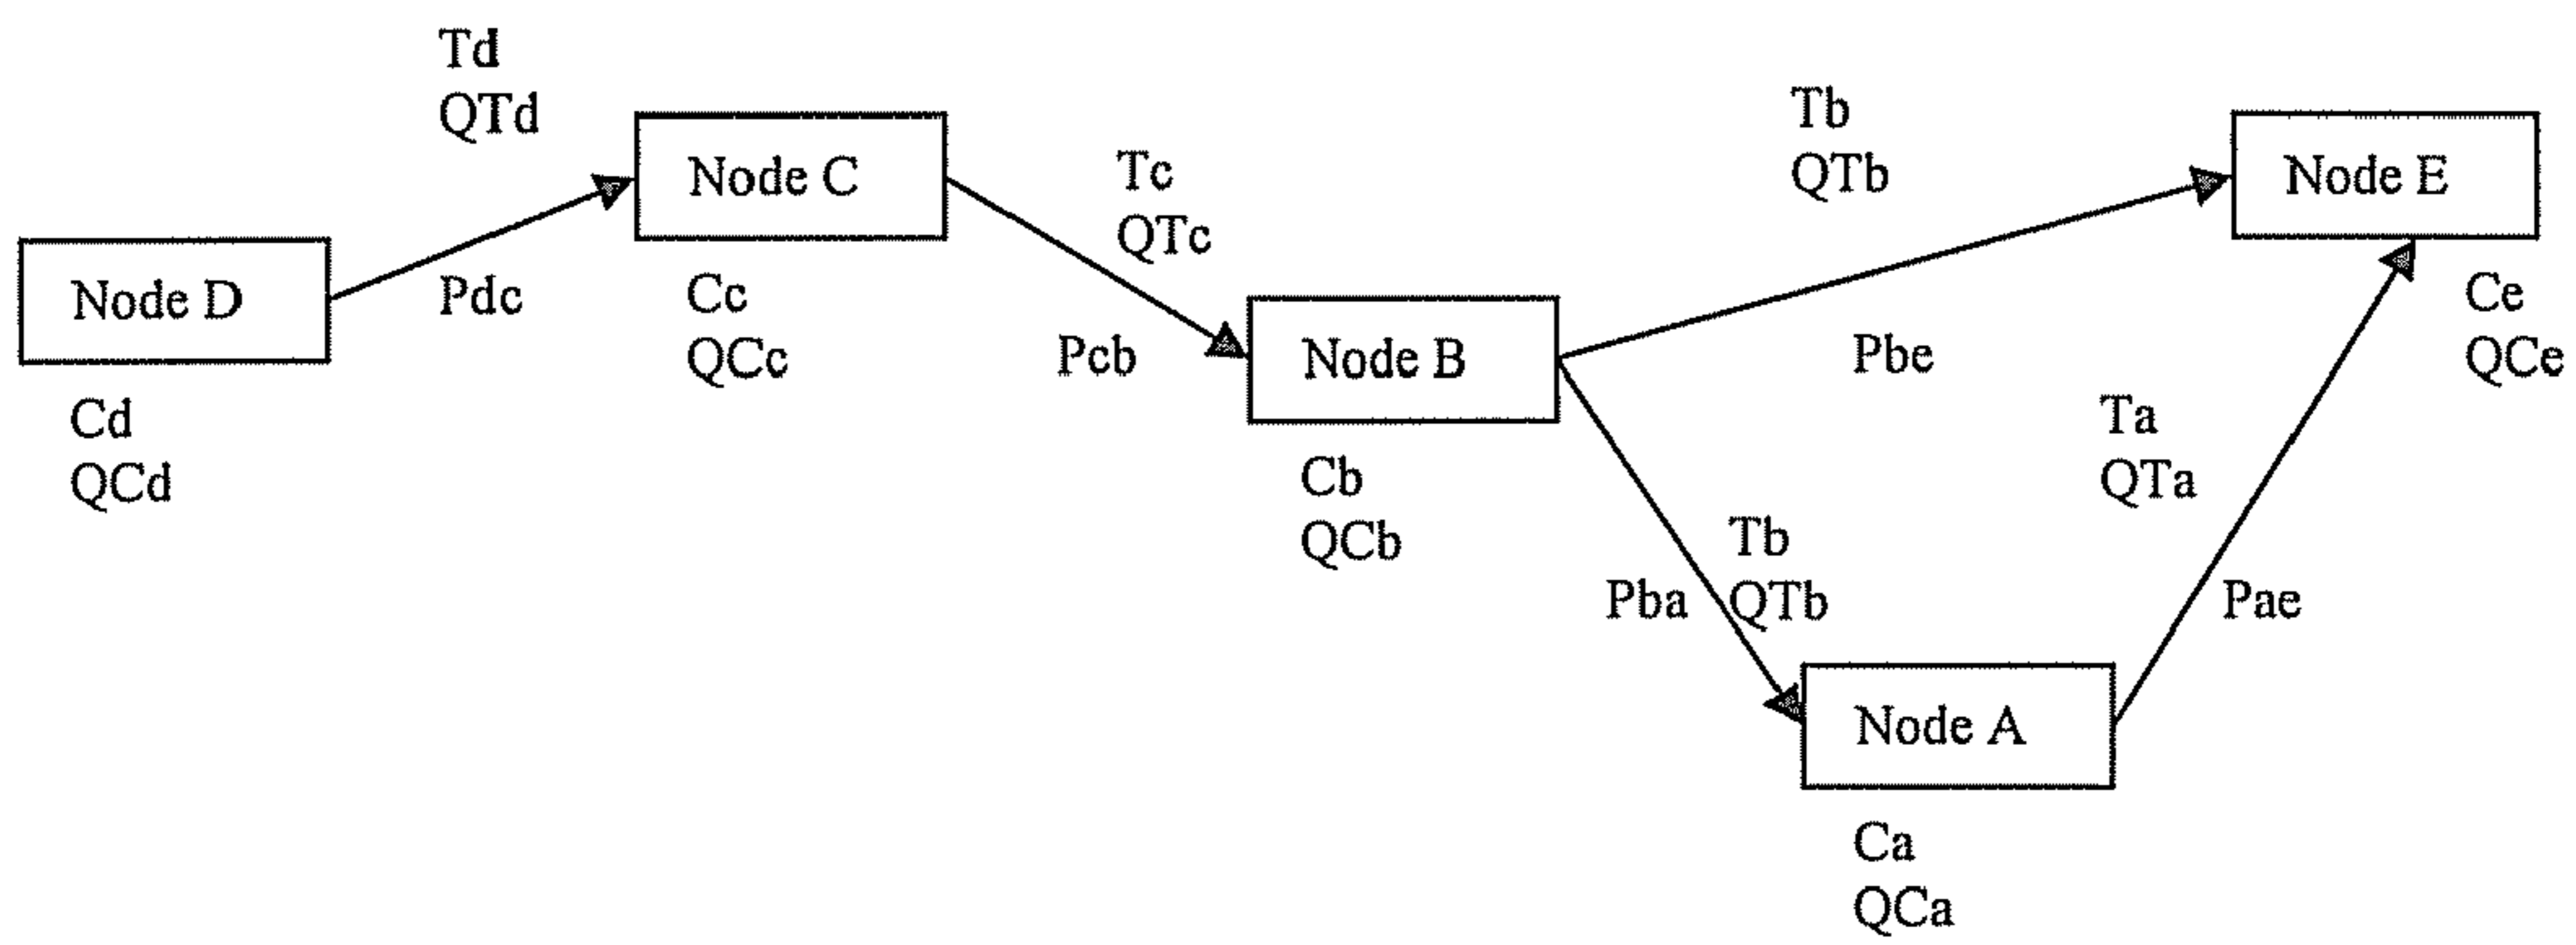 Td
QTd
Node C
Tc
QTc
Tb
QTb
Node E
Node D
Pdc
Cc
QCc
Pcb
Node B
Pbe
Ce
QCe
Cd
QCd
Cb
QCb
Ta
QTa
Pba
Tb
QTb
Pae
Node A
Ca
QCa